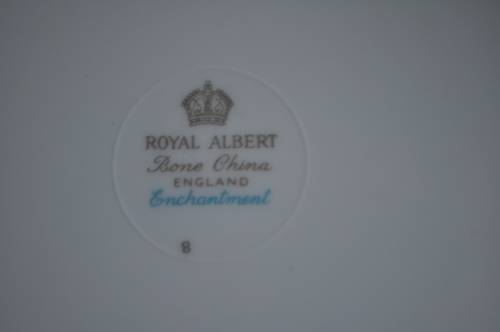 ROYAL ALBERT
Bone China
ENGLAND
Enchantment
8